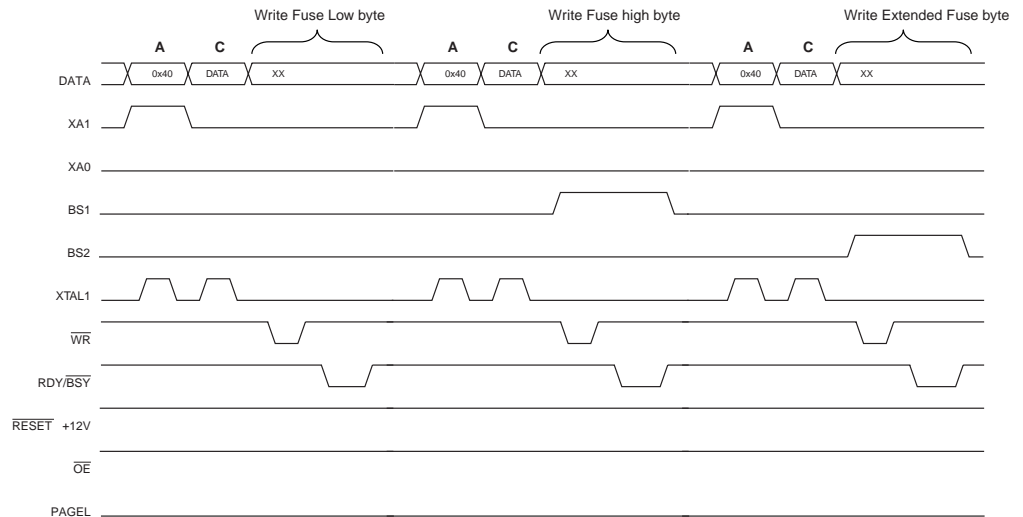 Write Fuse Low byte Write Fuse high byte Write Extended Fuse byte
A C A C A C
DATA 0x40 DATA XX 0x40 DATA XX 0x40 DATA XX
XA1
XA0
BS1
BS2
XTAL1
WR
RDY/BSY
RESET +12V
OE
PAGEL